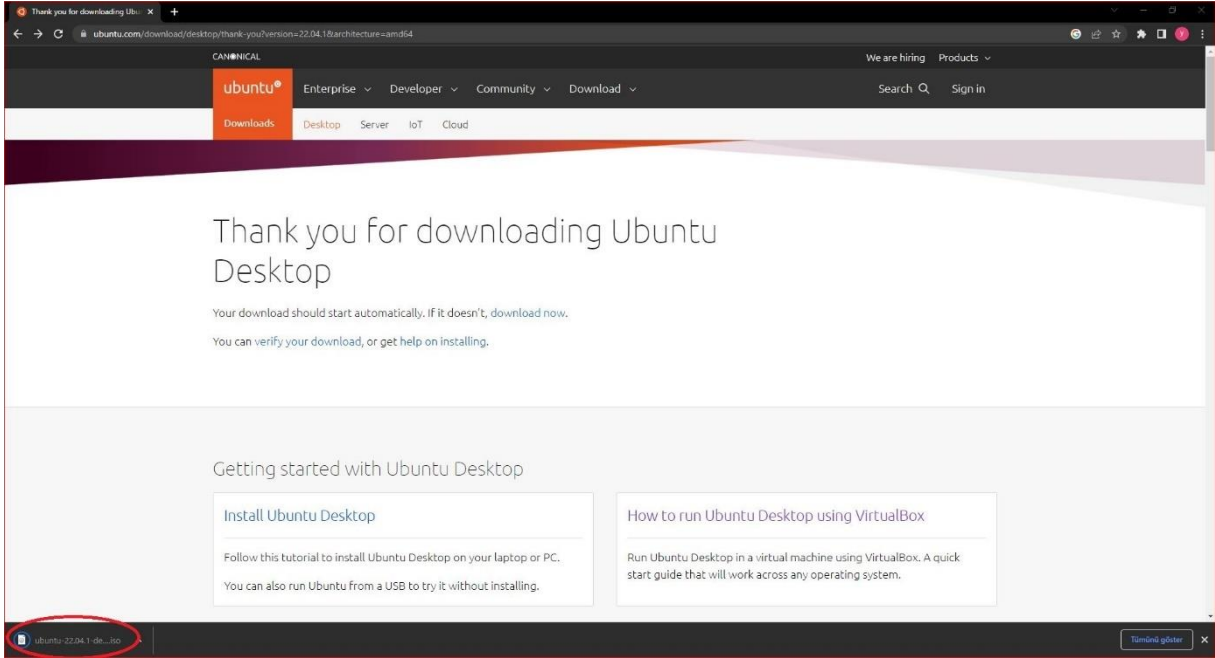 Thank you for downloading Ubu
ubuntu.com/download/desktop/thank-you?version=22.04.1&architecture=amd64
CANONICAL
We are hiring Products
ubuntu® Enterprise Developer Community Download Search Sign in
Downloads Desktop Server IoT Cloud
Thank you for downloading Ubuntu
Desktop
Your download should start automatically. If it doesn't, download now.
You can verify your download, or get help on installing.
Getting started with Ubuntu Desktop
Install Ubuntu Desktop
Follow this tutorial to install Ubuntu Desktop on your laptop or PC.
You can also run Ubuntu from a USB to try it without installing.
How to run Ubuntu Desktop using VirtualBox
Run Ubuntu Desktop in a virtual machine using VirtualBox. A quick
start guide that will work across any operating system.
ubuntu-22.04.1-de....iso
Tümünü göster